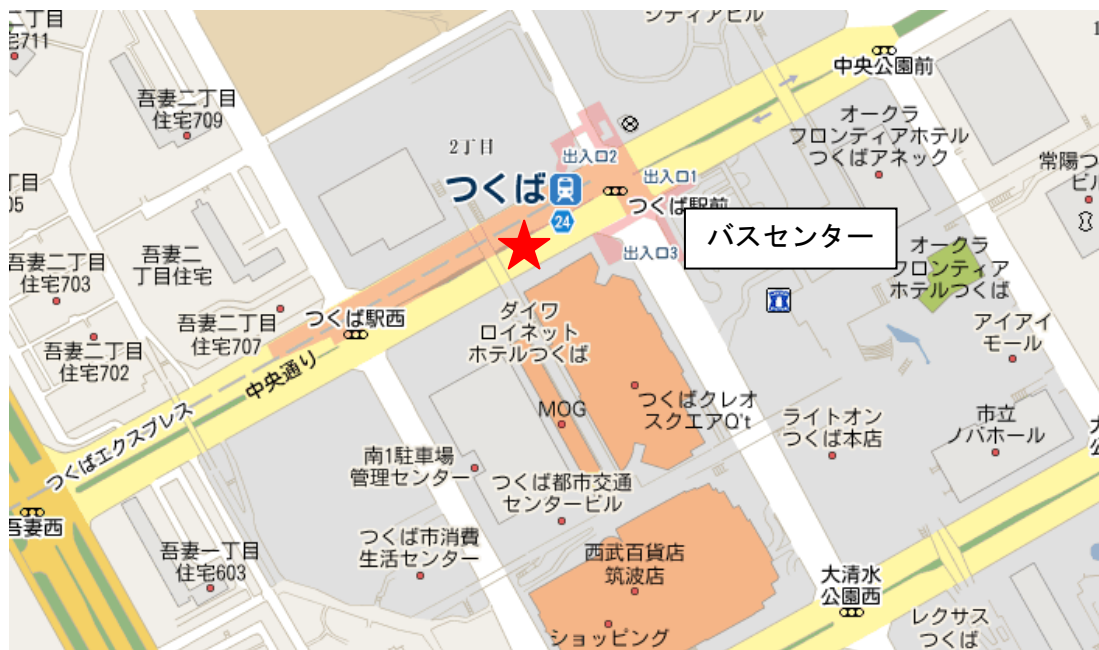 二丁目
宅711
シティアビル
中央公園前
吾妻二丁目
住宅709
オークラ
フロンティアホテル
つくばアネック
2丁目
出入口2
出入口1
常陽つ
ビル
つくば
24
つくば駅前
丁目
05
バスセンター
出入口3
吾妻二
丁目住宅
オークラ
フロンティア
ホテルつくば
吾妻二丁目
住宅703
ダイワ
ロイネット
ホテルつくば
つくば駅西
吾妻二丁目
住宅707
アイアイ
モール
吾妻二丁目
住宅702
中央通り
つくばエクスプレス
MOG
つくばクレオ
スクエアQ't
ライトオン
つくば本店
市立
ノバホール
大
公
南1駐車場
管理センター
つくば都市交通
センタービル
吾妻西
つくば市消費
生活センター
吾妻一丁目
住宅603
西武百貨店
筑波店
大清水
公園西
レクサス
つくば
ショッピング